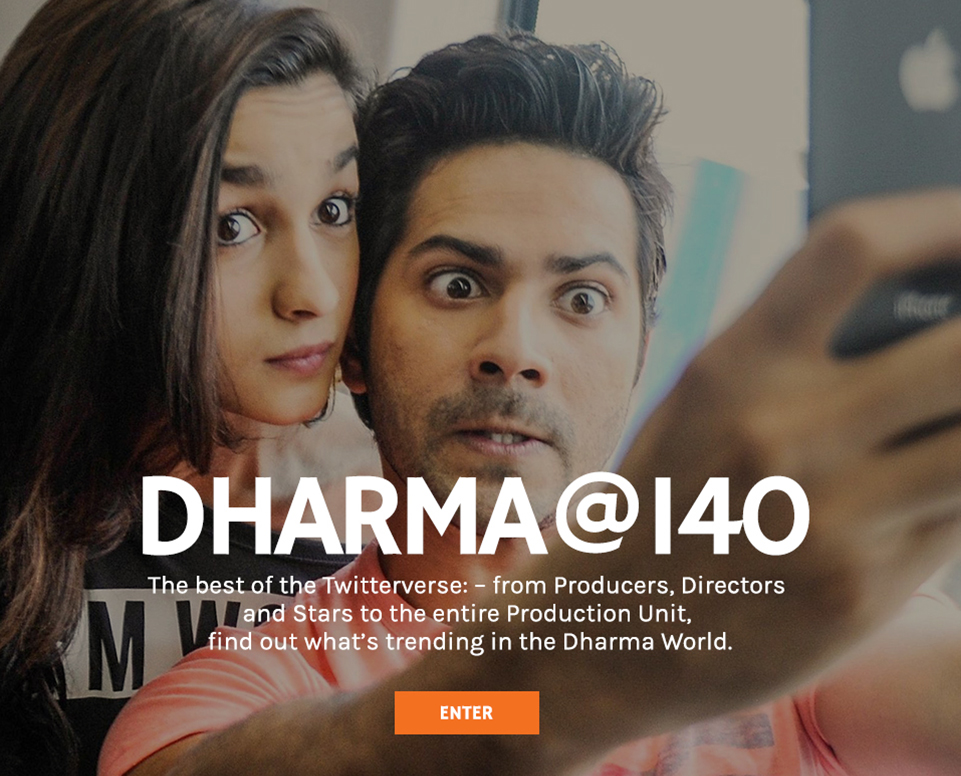 iPhone
DHARMA@140
The best of the Twitterverse: – from Producers, Directors
and Stars to the entire Production Unit,
find out what's trending in the Dharma World.
M W
ENTER